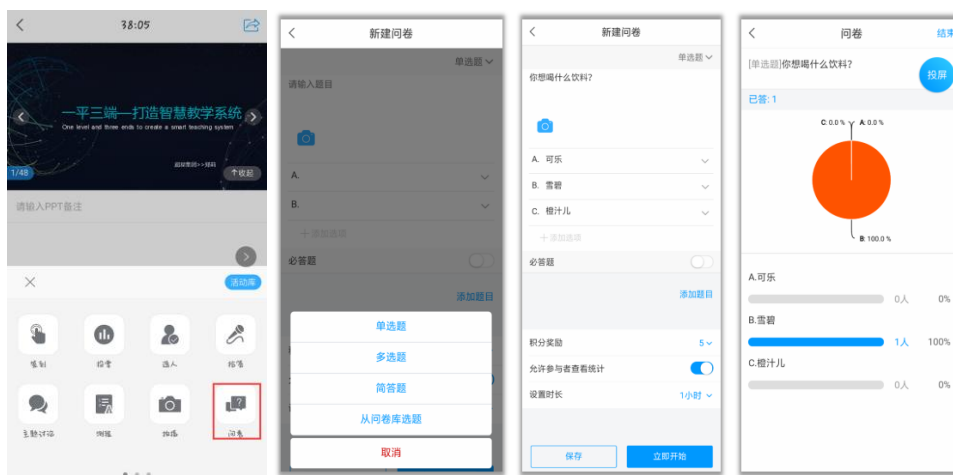 38:05
一平三端—打造智慧教学系统
One level and three ends to create a smart teaching system
1/48
收起
请输入PPT备注
活动库
签到
投票
选人
抢答
主题讨论
测验
拍摄
问卷
新建问卷
单选题
请输入题目
A.
B.
添加选项
必答题
添加题目
单选题
多选题
简答题
从问卷库选题
取消
新建问卷
单选题
你想喝什么饮料?
A. 可乐
B. 雪碧
C. 橙汁儿
添加选项
必答题
添加题目
积分奖励 5
允许参与者查看统计
设置时长 1小时
保存 立即开始
问卷 结束
[单选题]你想喝什么饮料?
投屏
已答: 1
C: 0.0 % A: 0.0 %
B: 100.0 %
A.可乐
0人 0%
B.雪碧
1人 100%
C.橙汁儿
0人 0%